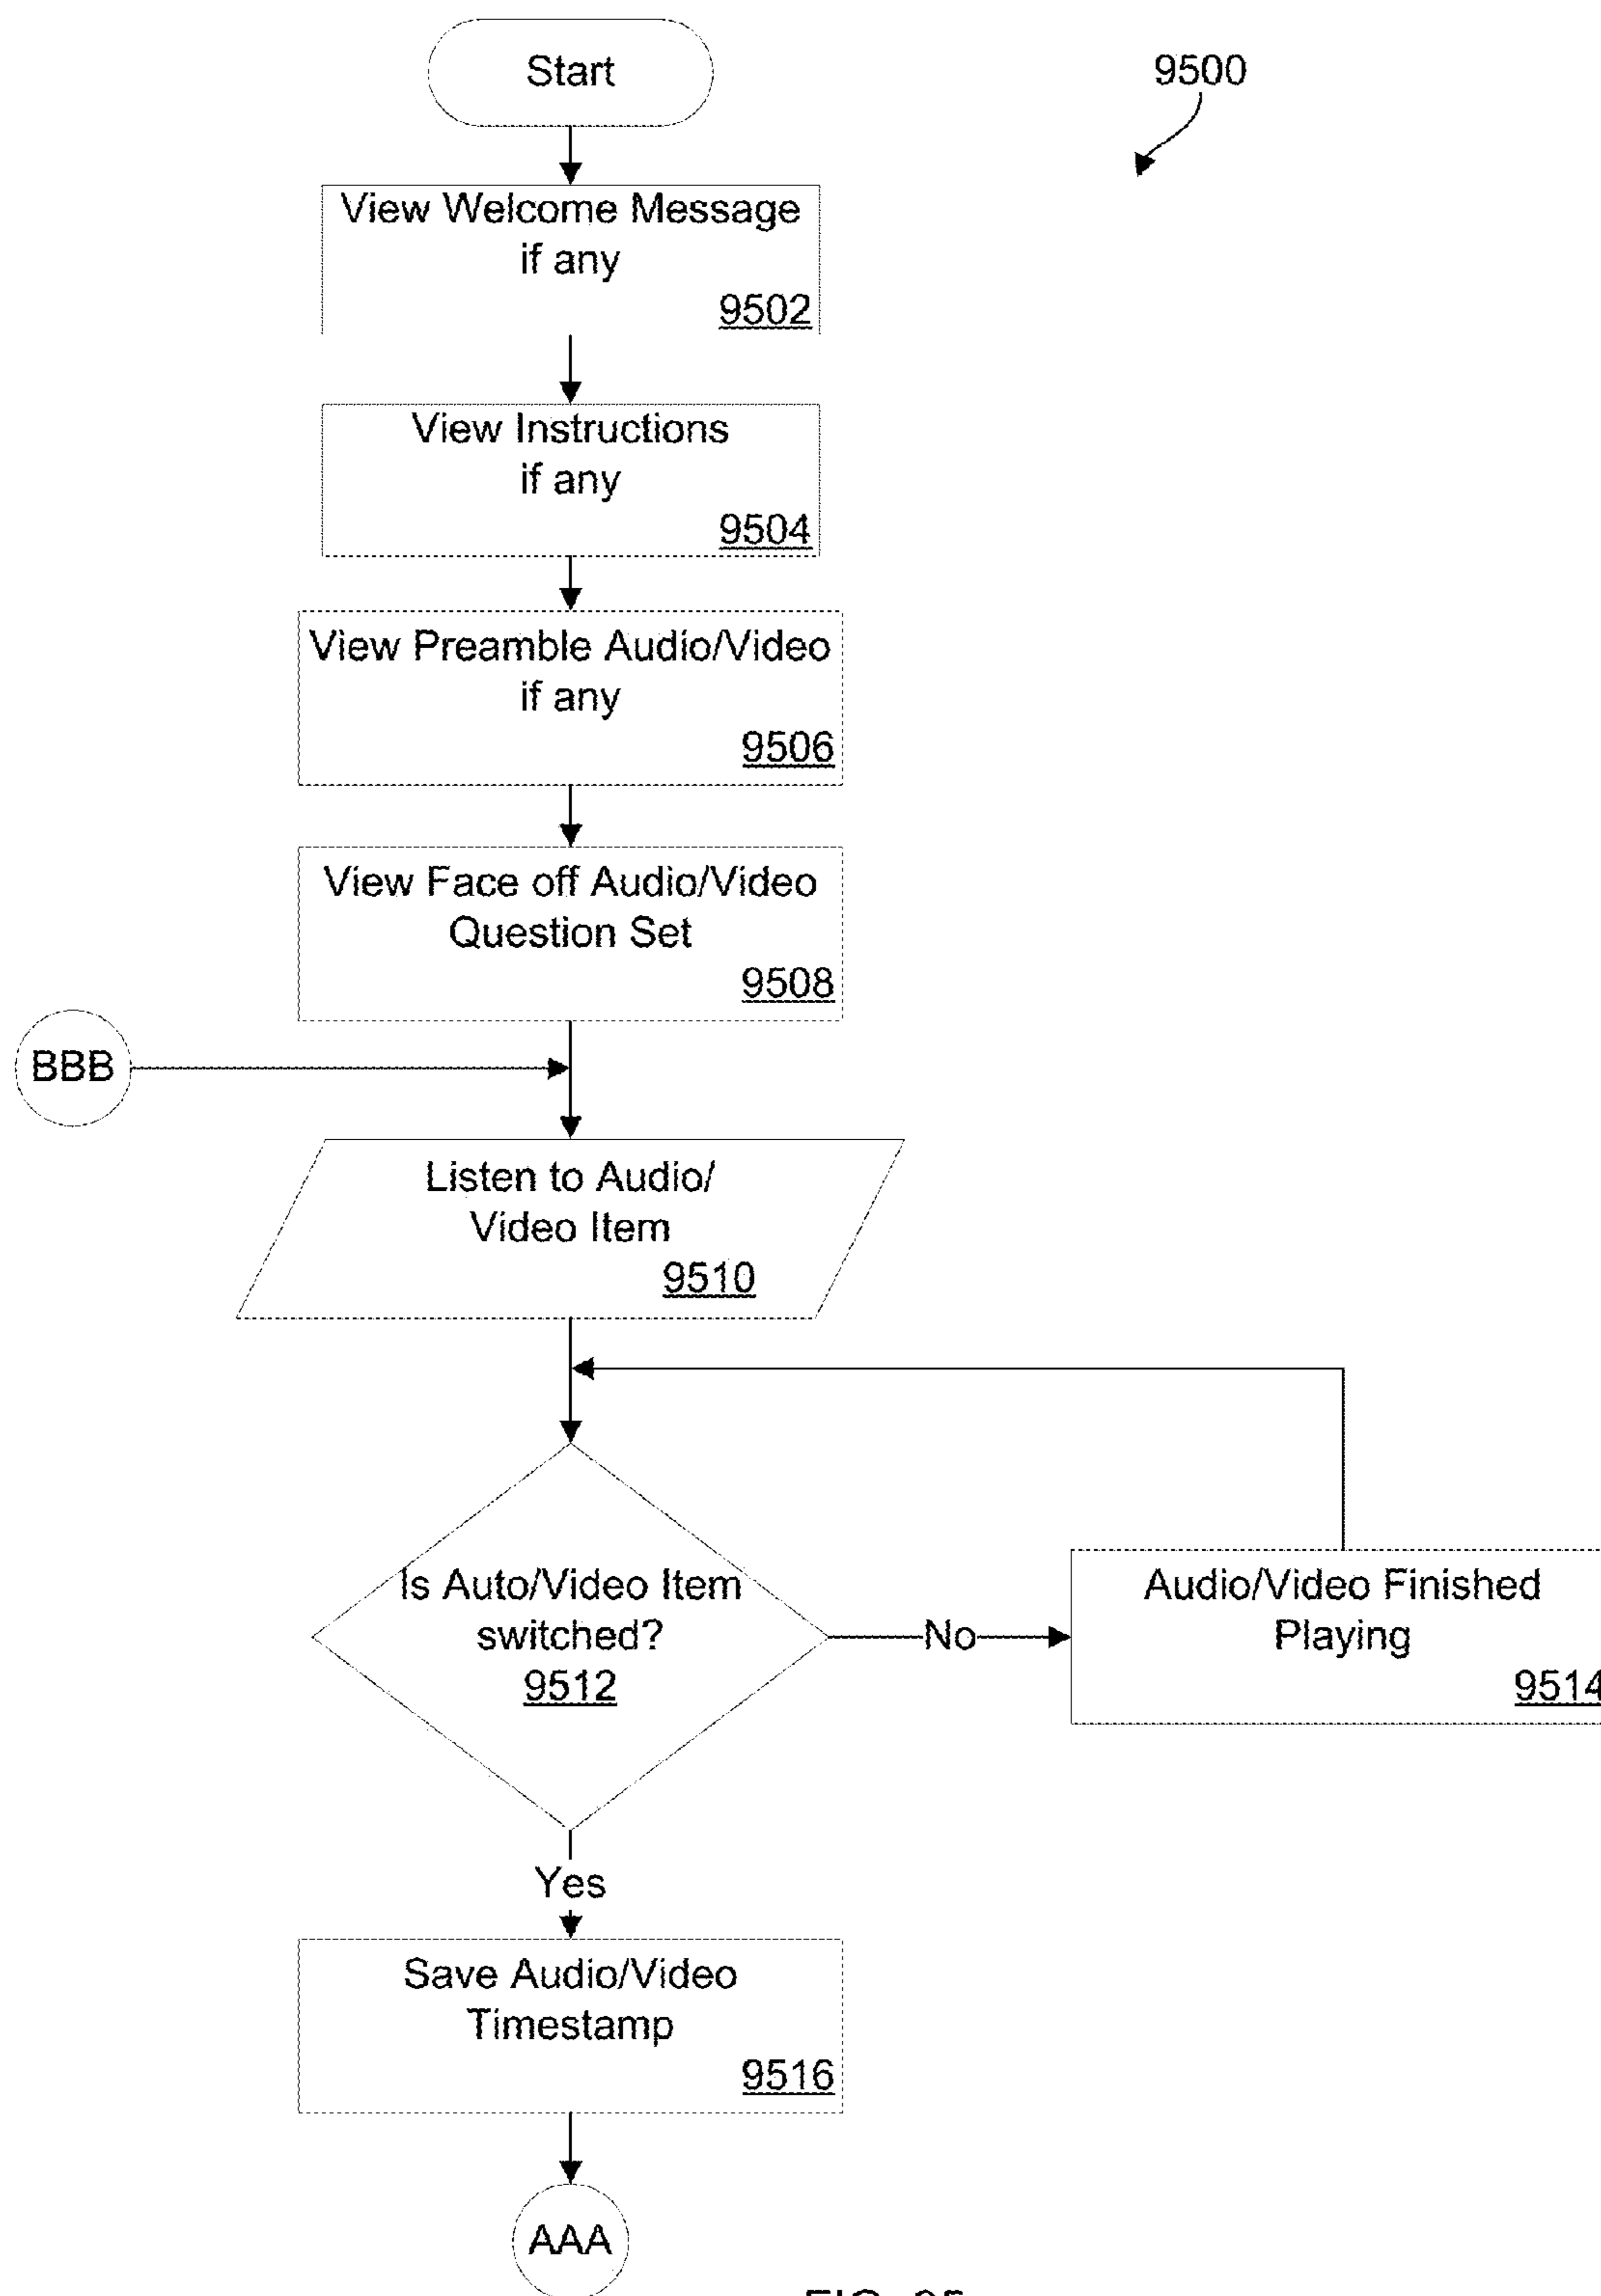 Start
9500
View Welcome Message
if any
9502
View Instructions
if any
9504
View Preamble Audio/Video
if any
9506
View Face off Audio/Video
Question Set
9508
BBB
Listen to Audio/
Video Item
9510
Is Auto/Video Item
switched?
9512
No
Audio/Video Finished
Playing
9514
Yes
Save Audio/Video
Timestamp
9516
AAA